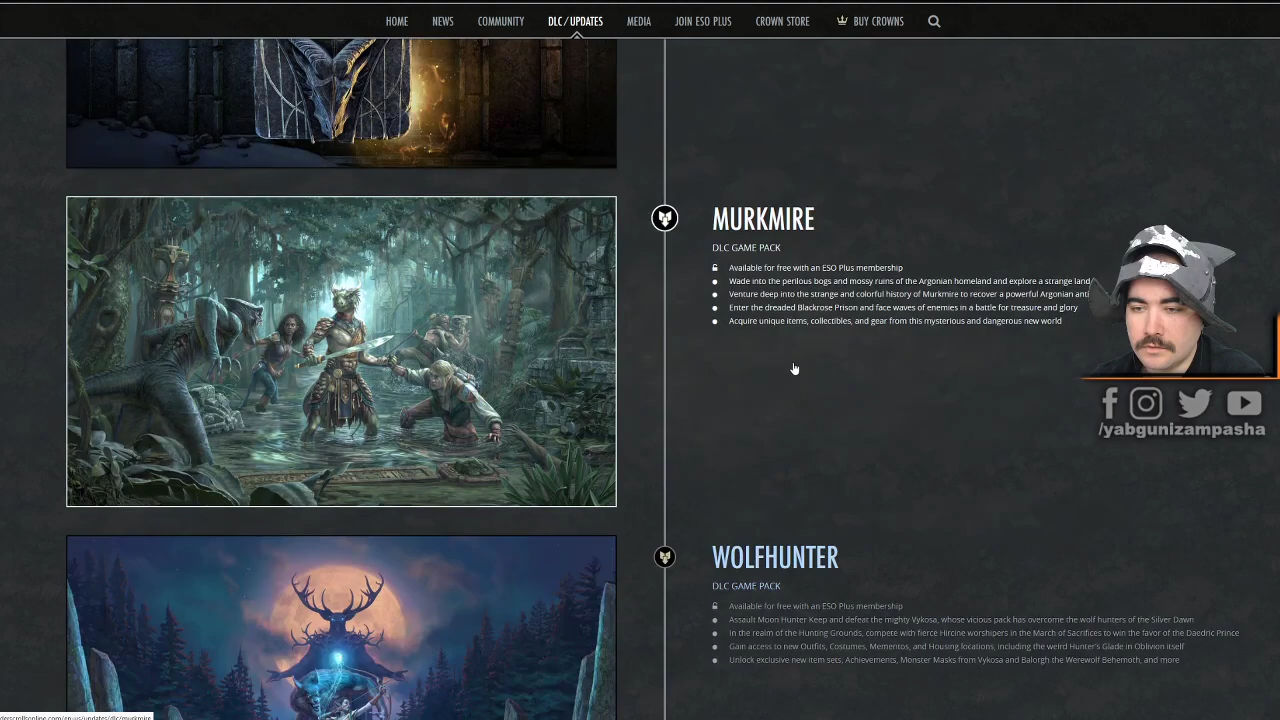 HOME NEWS COMMUNITY DLC/UPDATES MEDIA JOIN ESO PLUS CROWN STORE BUY CROWNS
MURKMIRE
DLC GAME PACK
Available for free with an ESO Plus membership
Wade into the perilous bogs and mossy ruins of the Argonian homeland and explore a strange land
Venture deep into the strange and colorful history of Murkmire to recover a powerful Argonian
Enter the dreaded Blackrose Prison and face waves of enemies in a battle for treasure and glory
Acquire unique items, collectibles, and gear from this mysterious and dangerous new world
/yabgunizampasha
WOLFHUNTER
DLC GAME PACK
Available for free with an ESO Plus membership
Assault Moon Hunter Keep and defeat the mighty Vykosa, whose vicious pack has overcome the wolf hunters of the Silver Dawn
In the realm of the Hunting Grounds, compete with fierce Hircine worshipers in the March of Sacrifices to win the favor of the Daedric Prince
Gain access to new Outfits, Costumes, Mementos, and Housing locations, including the weird Hunter's Glade in Oblivion itself
Unlock exclusive new item sets, Achievements, Monster Masks from Vykosa and Balorgh the Werewolf Behemoth, and more
derscrollsonline.com/en-us/updates/dlc/murkmire